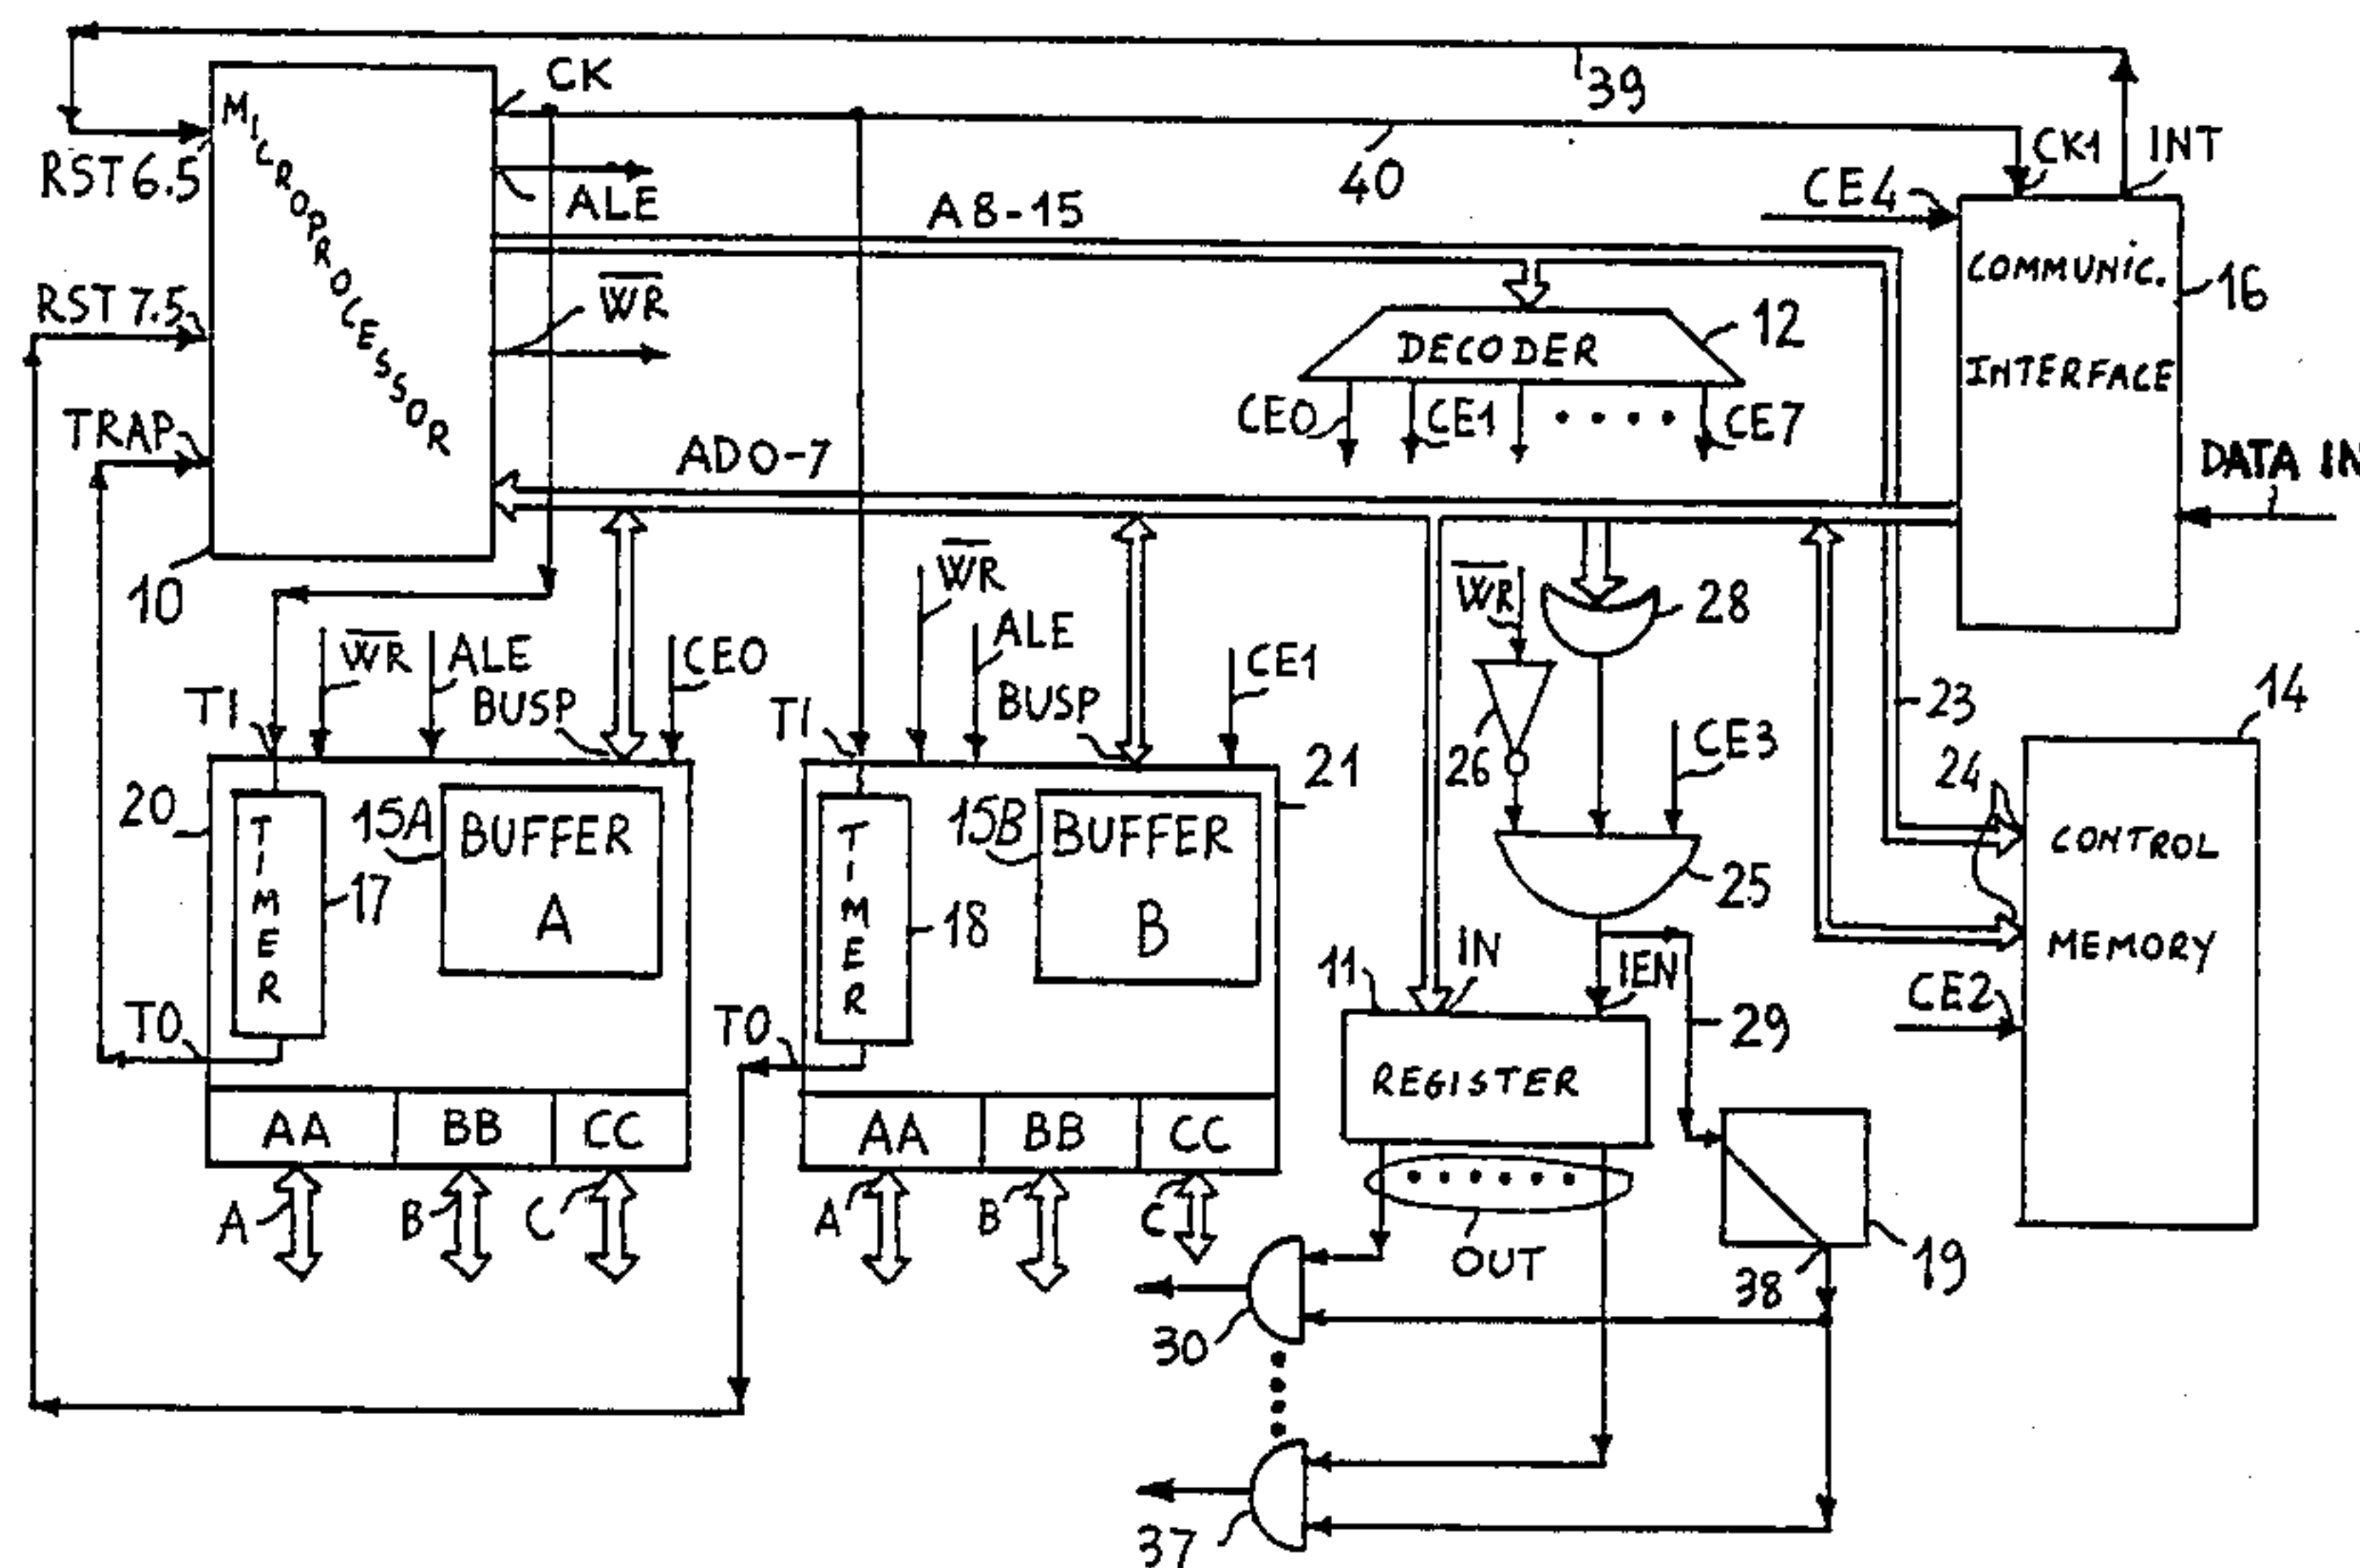 39
CK
MICROPROCESSOR
RST 6.5
40
CK1
INT
CE4
ALE
A8-15
COMMUNIC.
INTERFACE
16
RST 7.5
WR
12
DECODER
CE0
CE1
CE7
TRAP
AD0-7
DATA IN
10
WR
WR
28
WR
ALE
BUSP
CE0
ALE
BUSP
CE1
TI
TI
26
CE3
23
14
24
20
TIMER
17
15A
BUFFER
A
21
TIMER
18
15B
BUFFER
B
25
CONTROL
MEMORY
11
IN
IEN
29
CE2
TO
TO
REGISTER
AA
BB
CC
AA
BB
CC
A
B
C
A
B
C
OUT
38
19
30
37